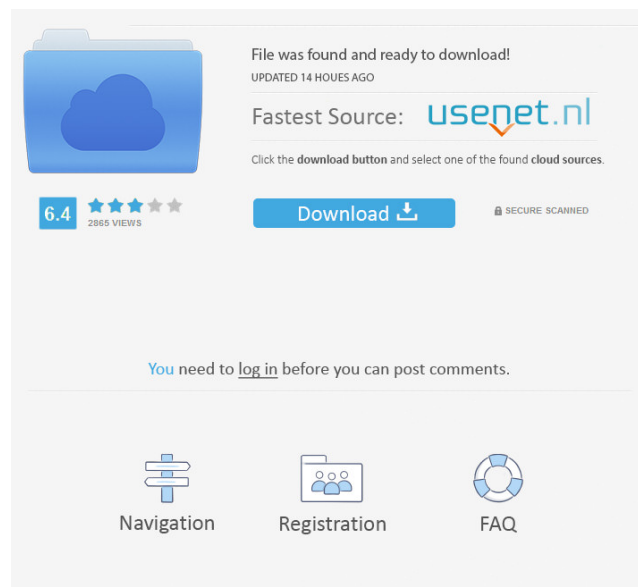 File was found and ready to download!
UPDATED 14 HOUES AGO
Fastest Source: usenet.nl
Click the download button and select one of the found cloud sources.
6.4
2865 VIEWS
Download
SECURE SCANNED
You need to log in before you can post comments.
Navigation
Registration
FAQ